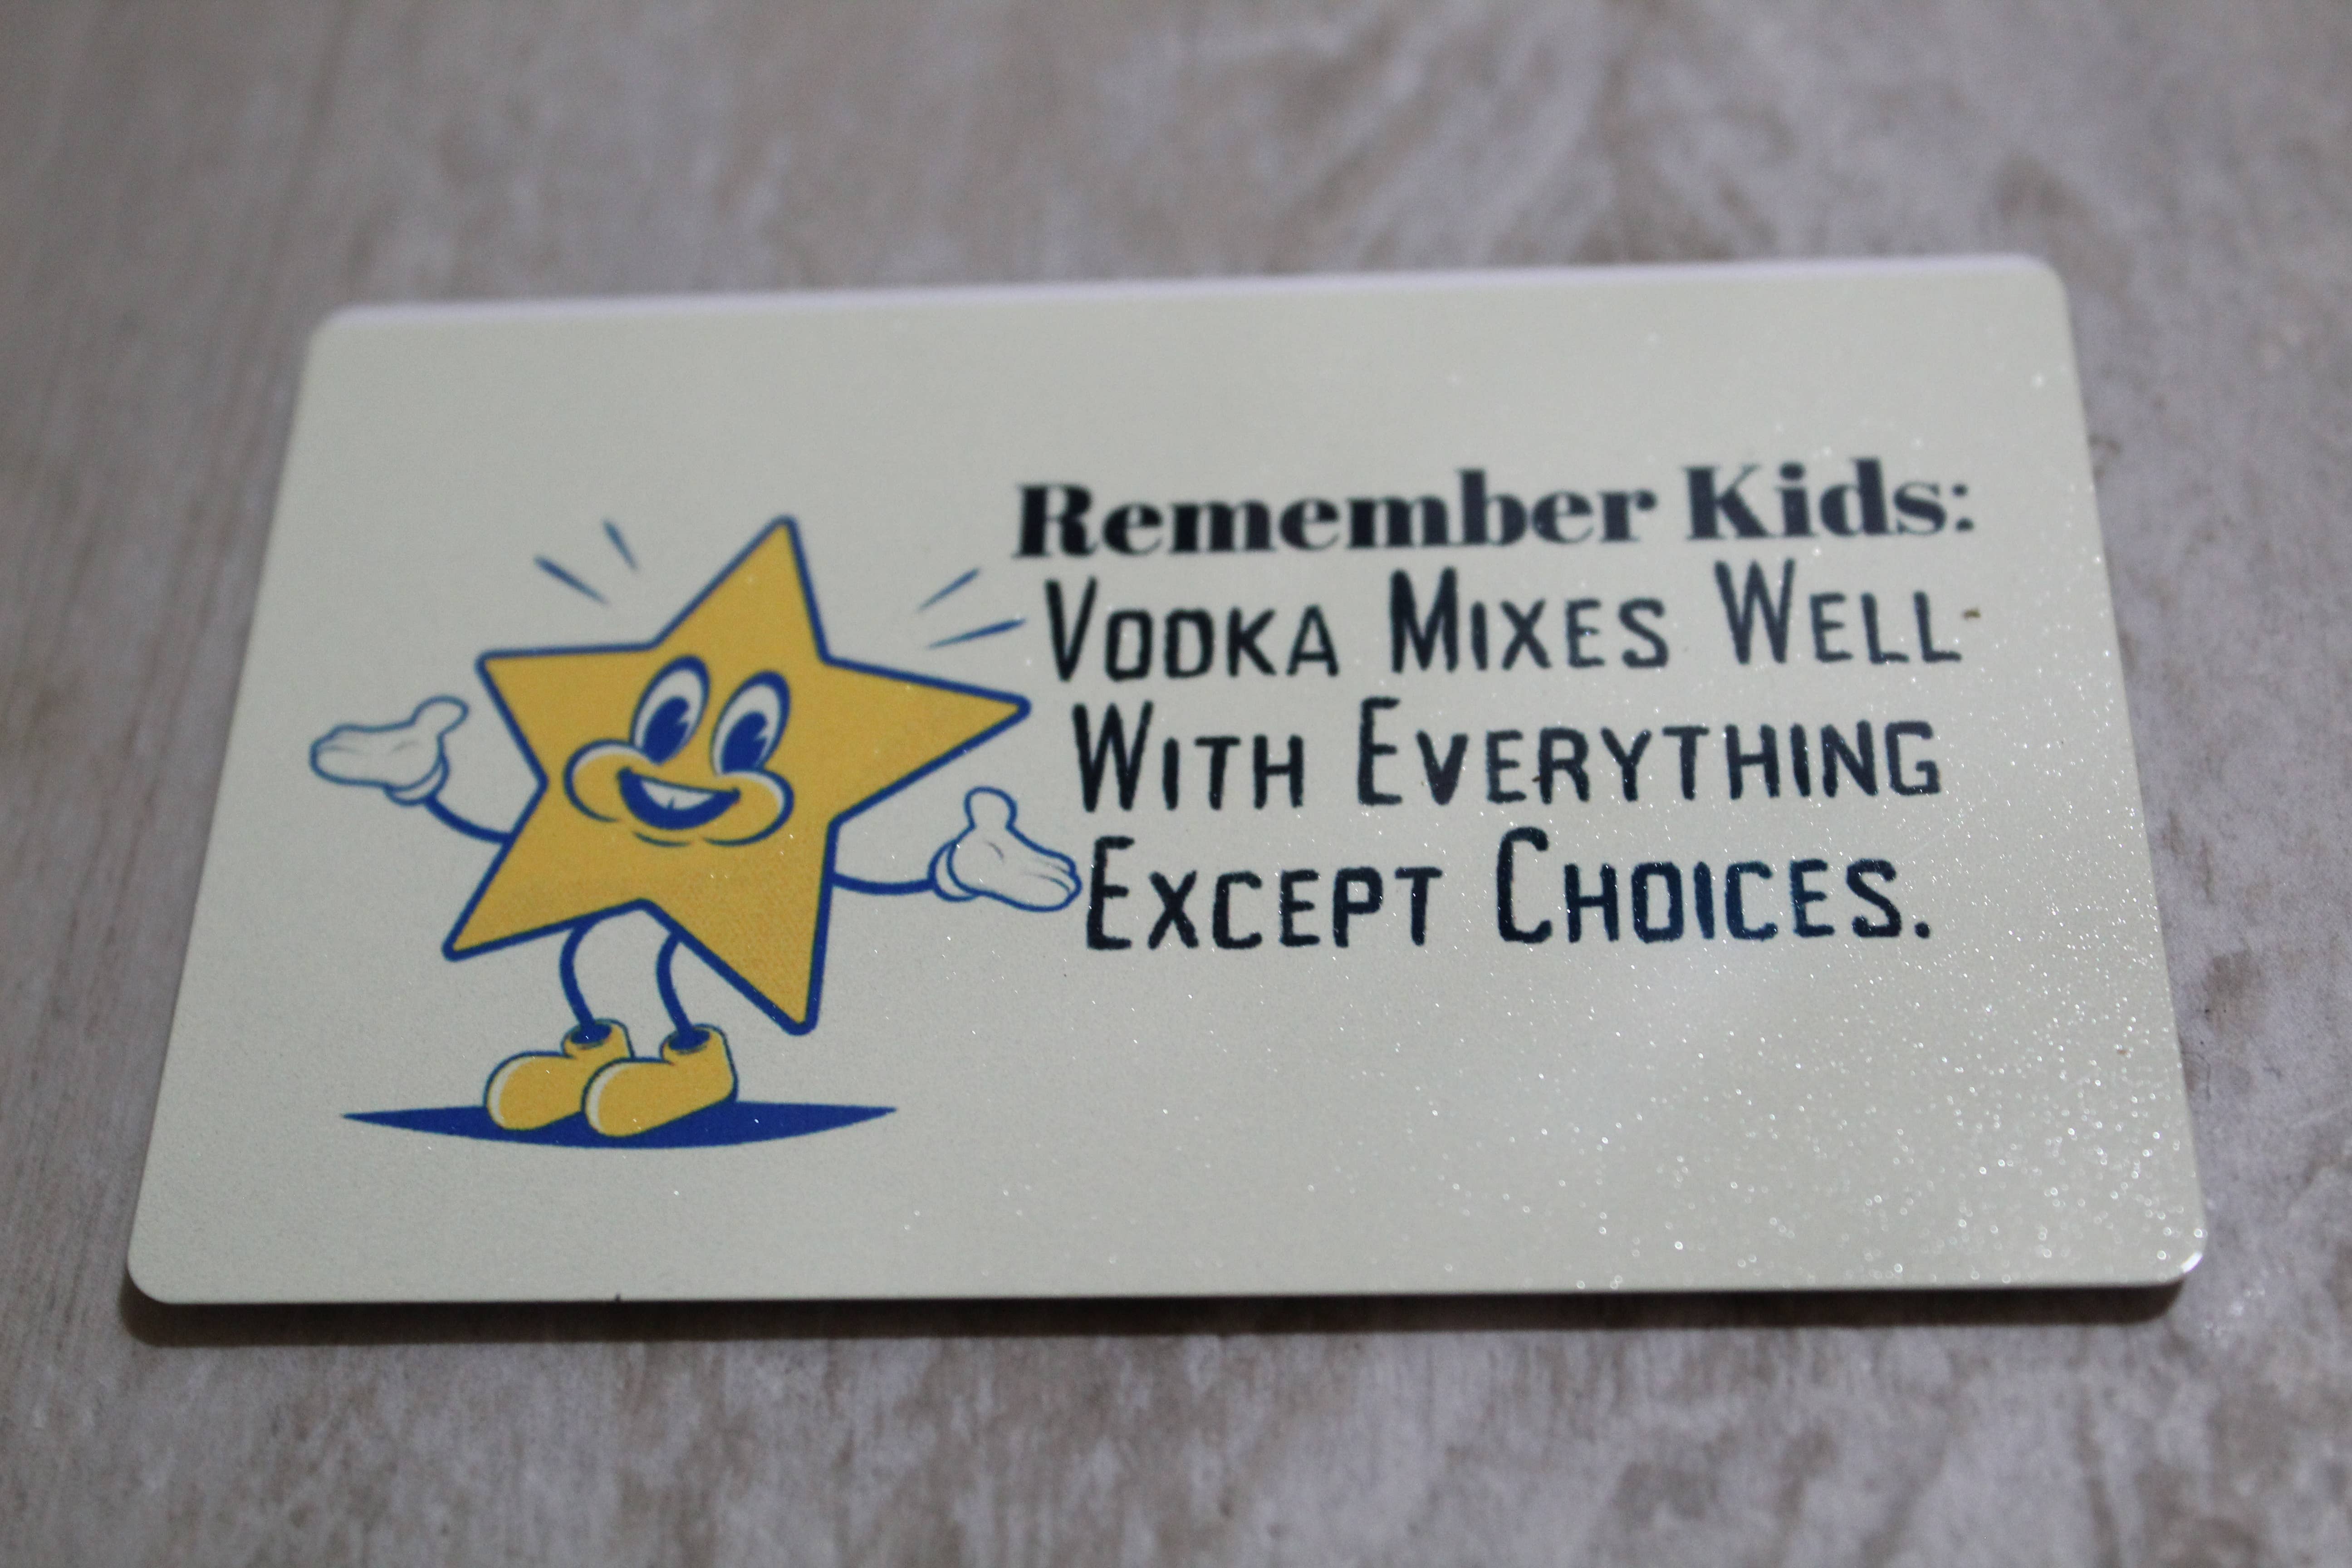 Remember Kids:
VODKA MIXES WELL
WITH EVERYTHING
EXCEPT CHOICES.